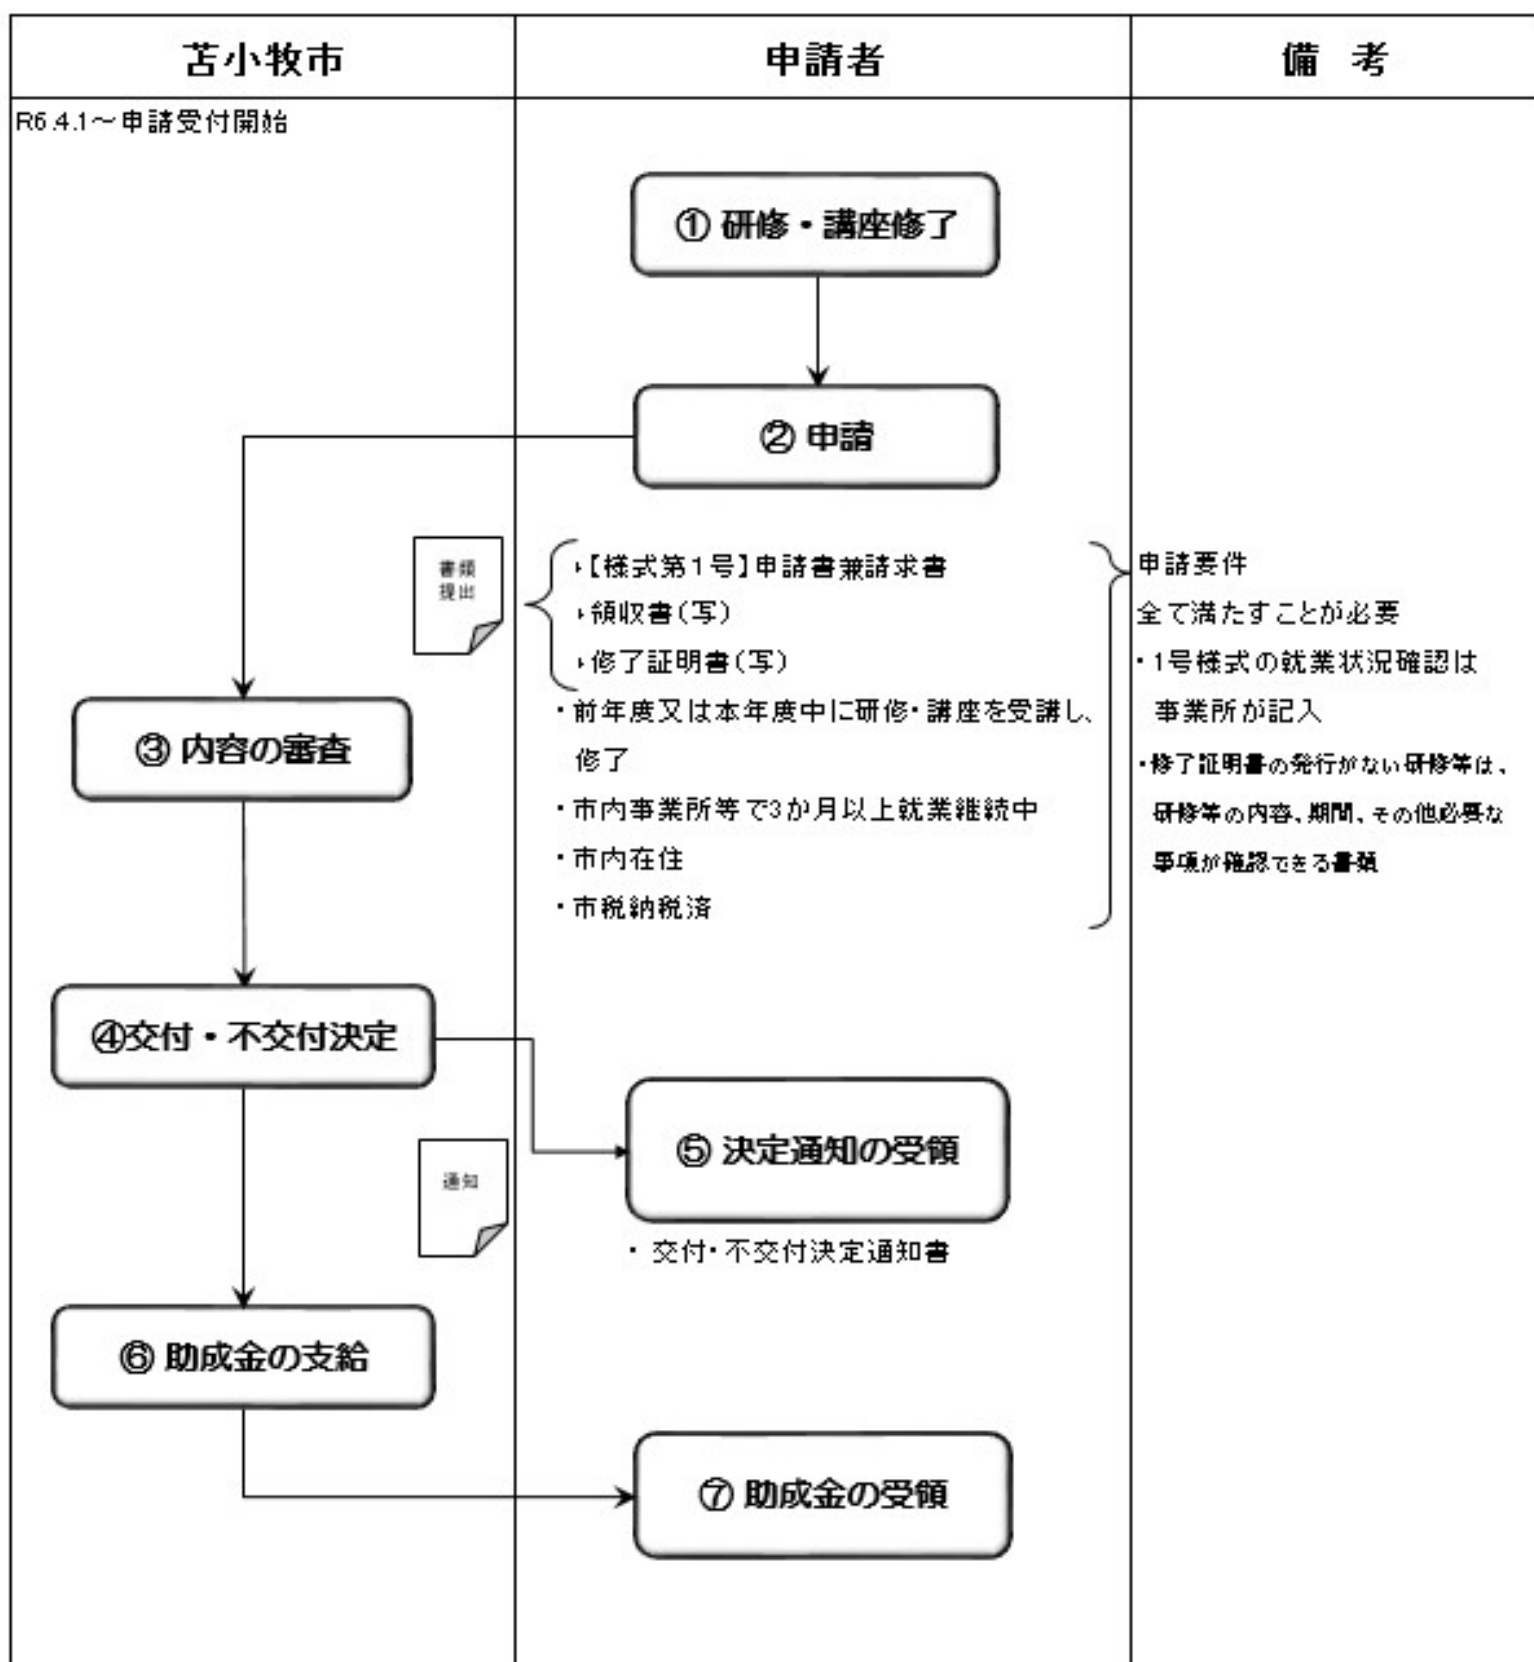 苫小牧市
申請者
備 考
R6.4.1～申請受付開始
① 研修・講座修了
② 申請
書類
提出
・【様式第1号】申請書兼請求書
・領収書(写)
・修了証明書(写)
・前年度又は本年度中に研修・講座を受講し、
修了
・市内事業所等で3か月以上就業継続中
・市内在住
・市税納税済
申請要件
全て満たすことが必要
・1号様式の就業状況確認は
事業所が記入
・修了証明書の発行がない研修等は、
研修等の内容、期間、その他必要な
事項が確認できる書類
③ 内容の審査
④交付・不交付決定
⑤ 決定通知の受領
通知
・ 交付・不交付決定通知書
⑥ 助成金の支給
⑦ 助成金の受領